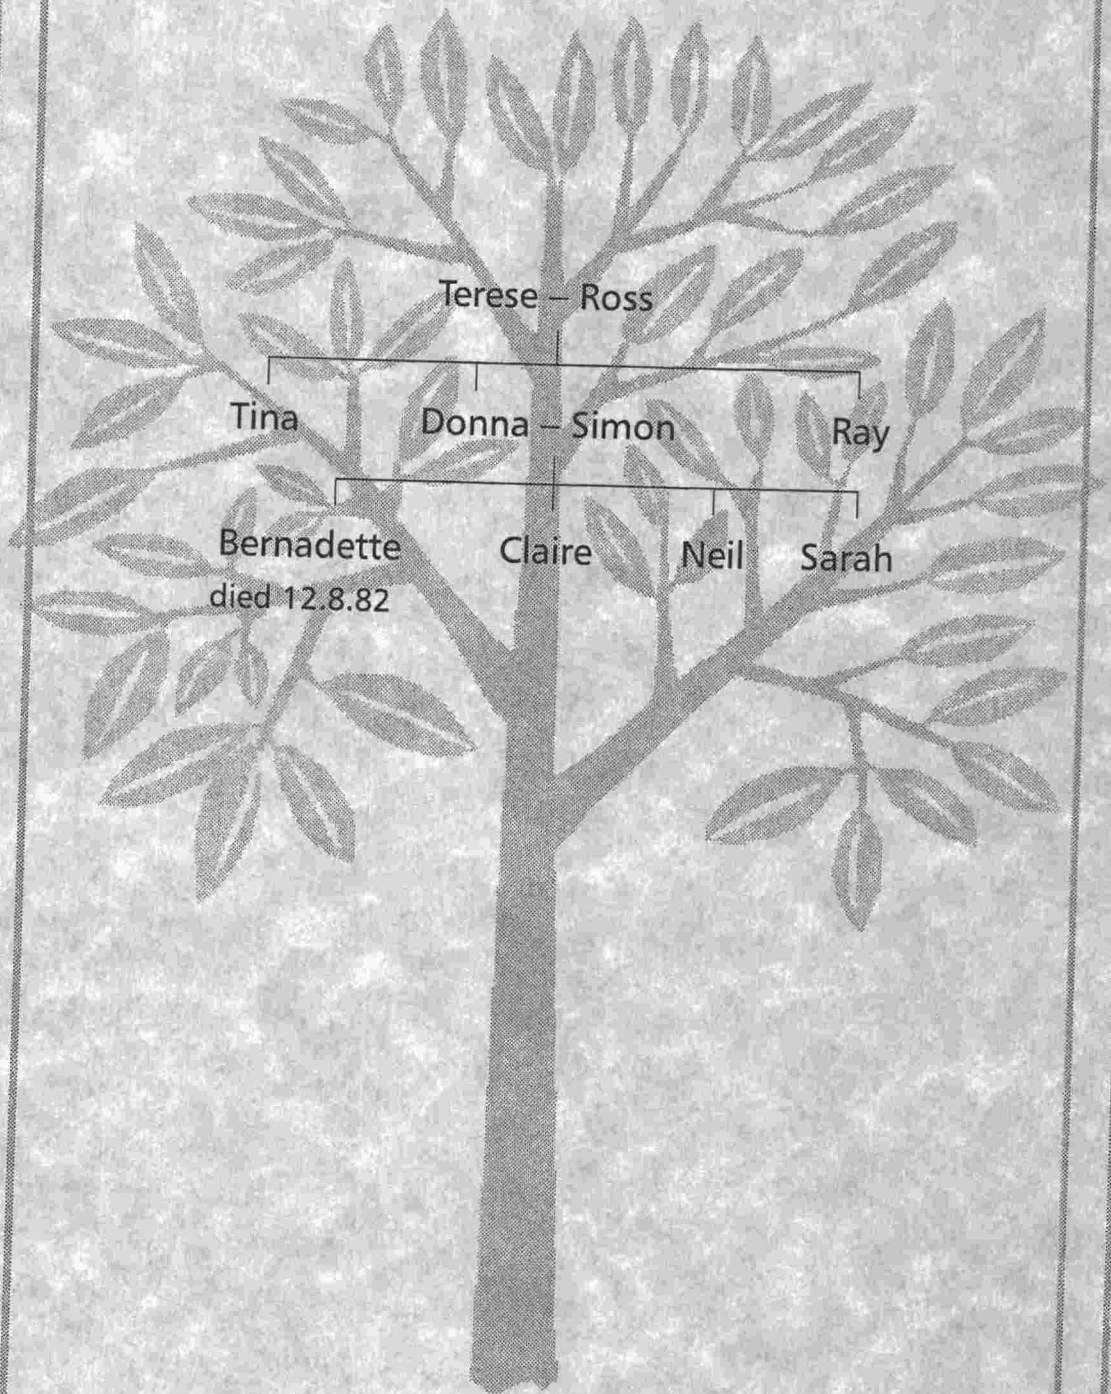 Terese – Ross
Tina Donna – Simon Ray
Bernadette Claire Neil Sarah
died 12.8.82